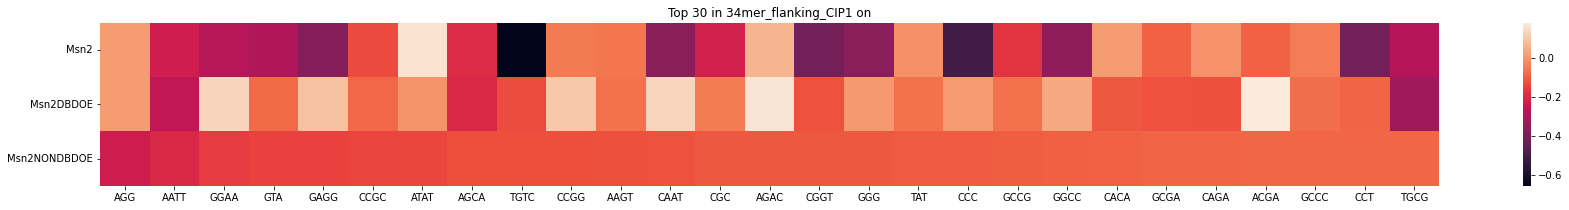 Top 30 in 34mer_flanking_CIP1 on
Msn2
Msn2DBDOE
Msn2NONDBDOE
AGG AATT GGAA GTA GAGG CCGC ATAT AGCA TGTC CCGG AAGT CAAT CGC AGAC CGGT GGG TAT CCC GCCG GGCC CACA GCGA CAGA ACGA GCCC CCT TGCG
0.0
−0.2
−0.4
−0.6